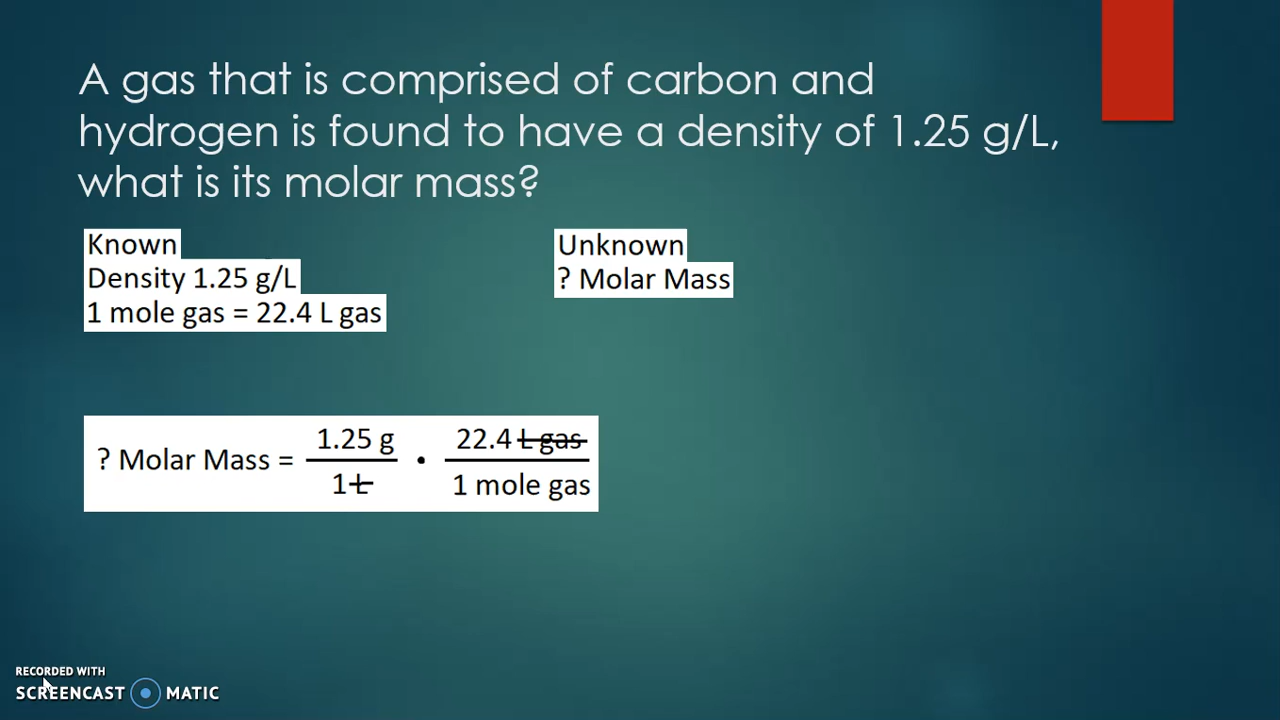 A gas that is comprised of carbon and
hydrogen is found to have a density of 1.25 g/L,
what is its molar mass?
Known
Density 1.25 g/L
1 mole gas = 22.4 L gas
Unknown
? Molar Mass
? Molar Mass = 1.25 g / 1 L • 22.4 L gas / 1 mole gas
RECORDED WITH
SCREENCAST MATIC